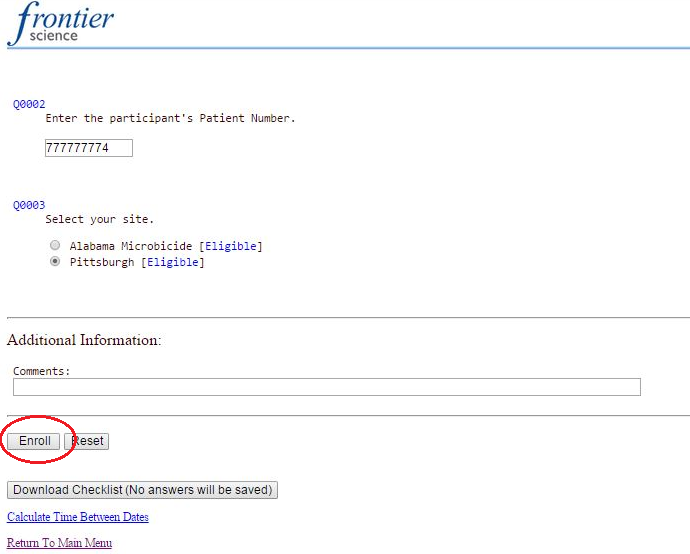 frontier
science
Q0002
Enter the participant's Patient Number.
777777774
Q0003
Select your site.
Alabama Microbicide [Eligible]
Pittsburgh [Eligible]
Additional Information:
Comments:
Enroll Reset
Download Checklist (No answers will be saved)
Calculate Time Between Dates
Return To Main Menu